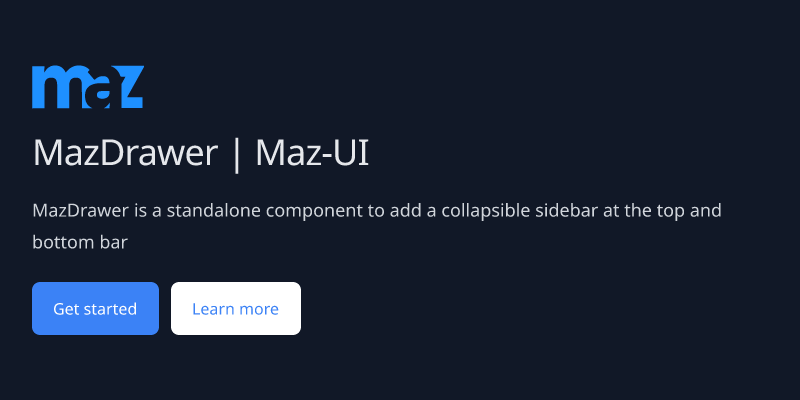 maz
MazDrawer | Maz-UI
MazDrawer is a standalone component to add a collapsible sidebar at the top and
bottom bar
Get started
Learn more